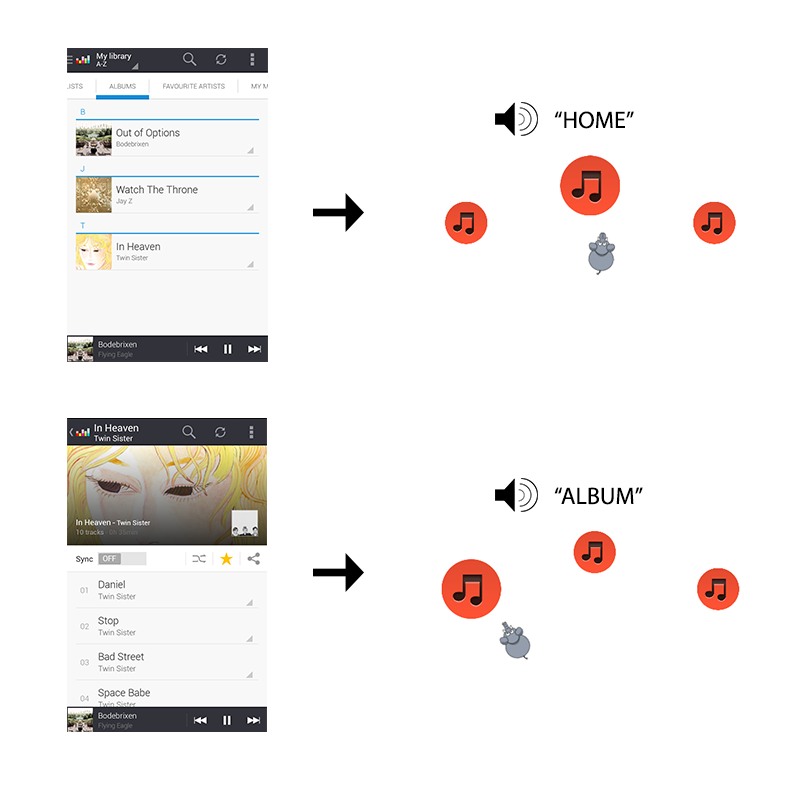 My library
A-Z
LISTS
ALBUMS
FAVOURITE ARTISTS
MY M
B
Out of Options
Bodebrixen
J
Watch The Throne
Jay Z
T
In Heaven
Twin Sister
Bodebrixen
Flying Eagle
“HOME”
In Heaven
Twin Sister
In Heaven - Twin Sister
10 tracks
Sync OFF
01 Daniel
Twin Sister
02 Stop
Twin Sister
03 Bad Street
Twin Sister
04 Space Babe
Twin Sister
Bodebrixen
Flying Eagle
“ALBUM”